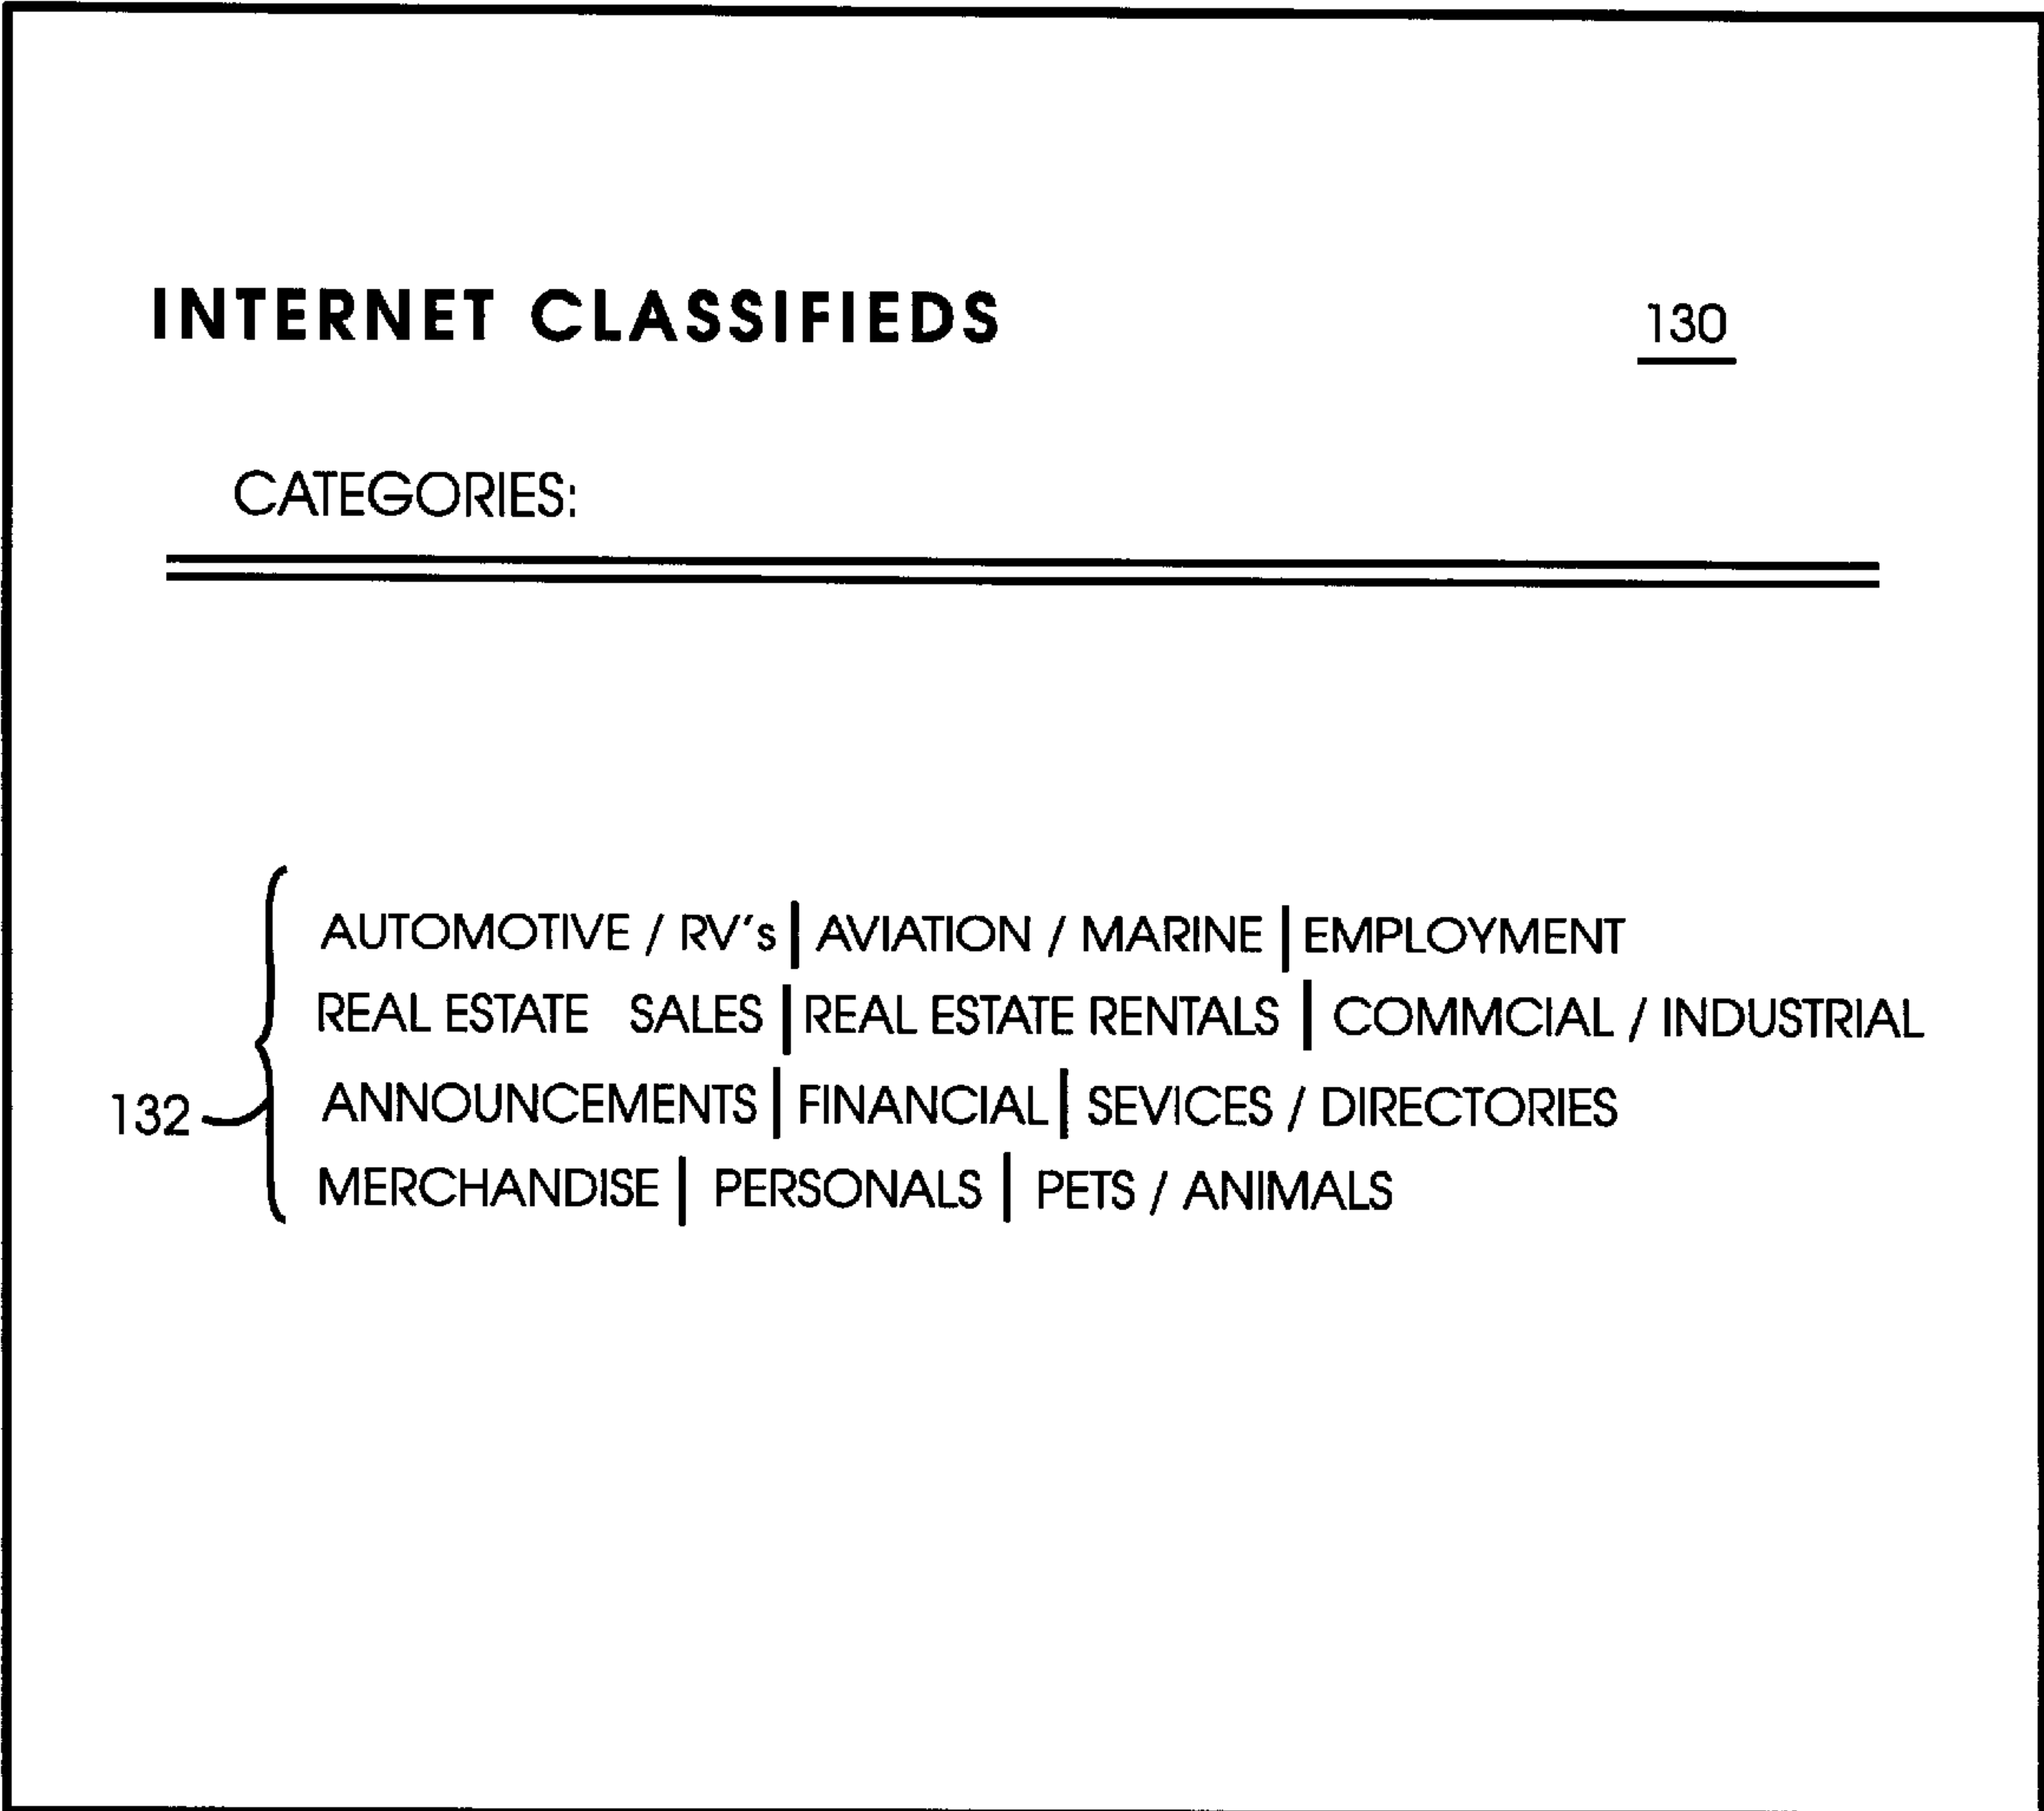 INTERNET CLASSIFIEDS 130
CATEGORIES:
AUTOMOTIVE / RV's | AVIATION / MARINE | EMPLOYMENT
REAL ESTATE SALES | REAL ESTATE RENTALS | COMMCIAL / INDUSTRIAL
ANNOUNCEMENTS | FINANCIAL | SEVICES / DIRECTORIES
132
MERCHANDISE | PERSONALS | PETS / ANIMALS